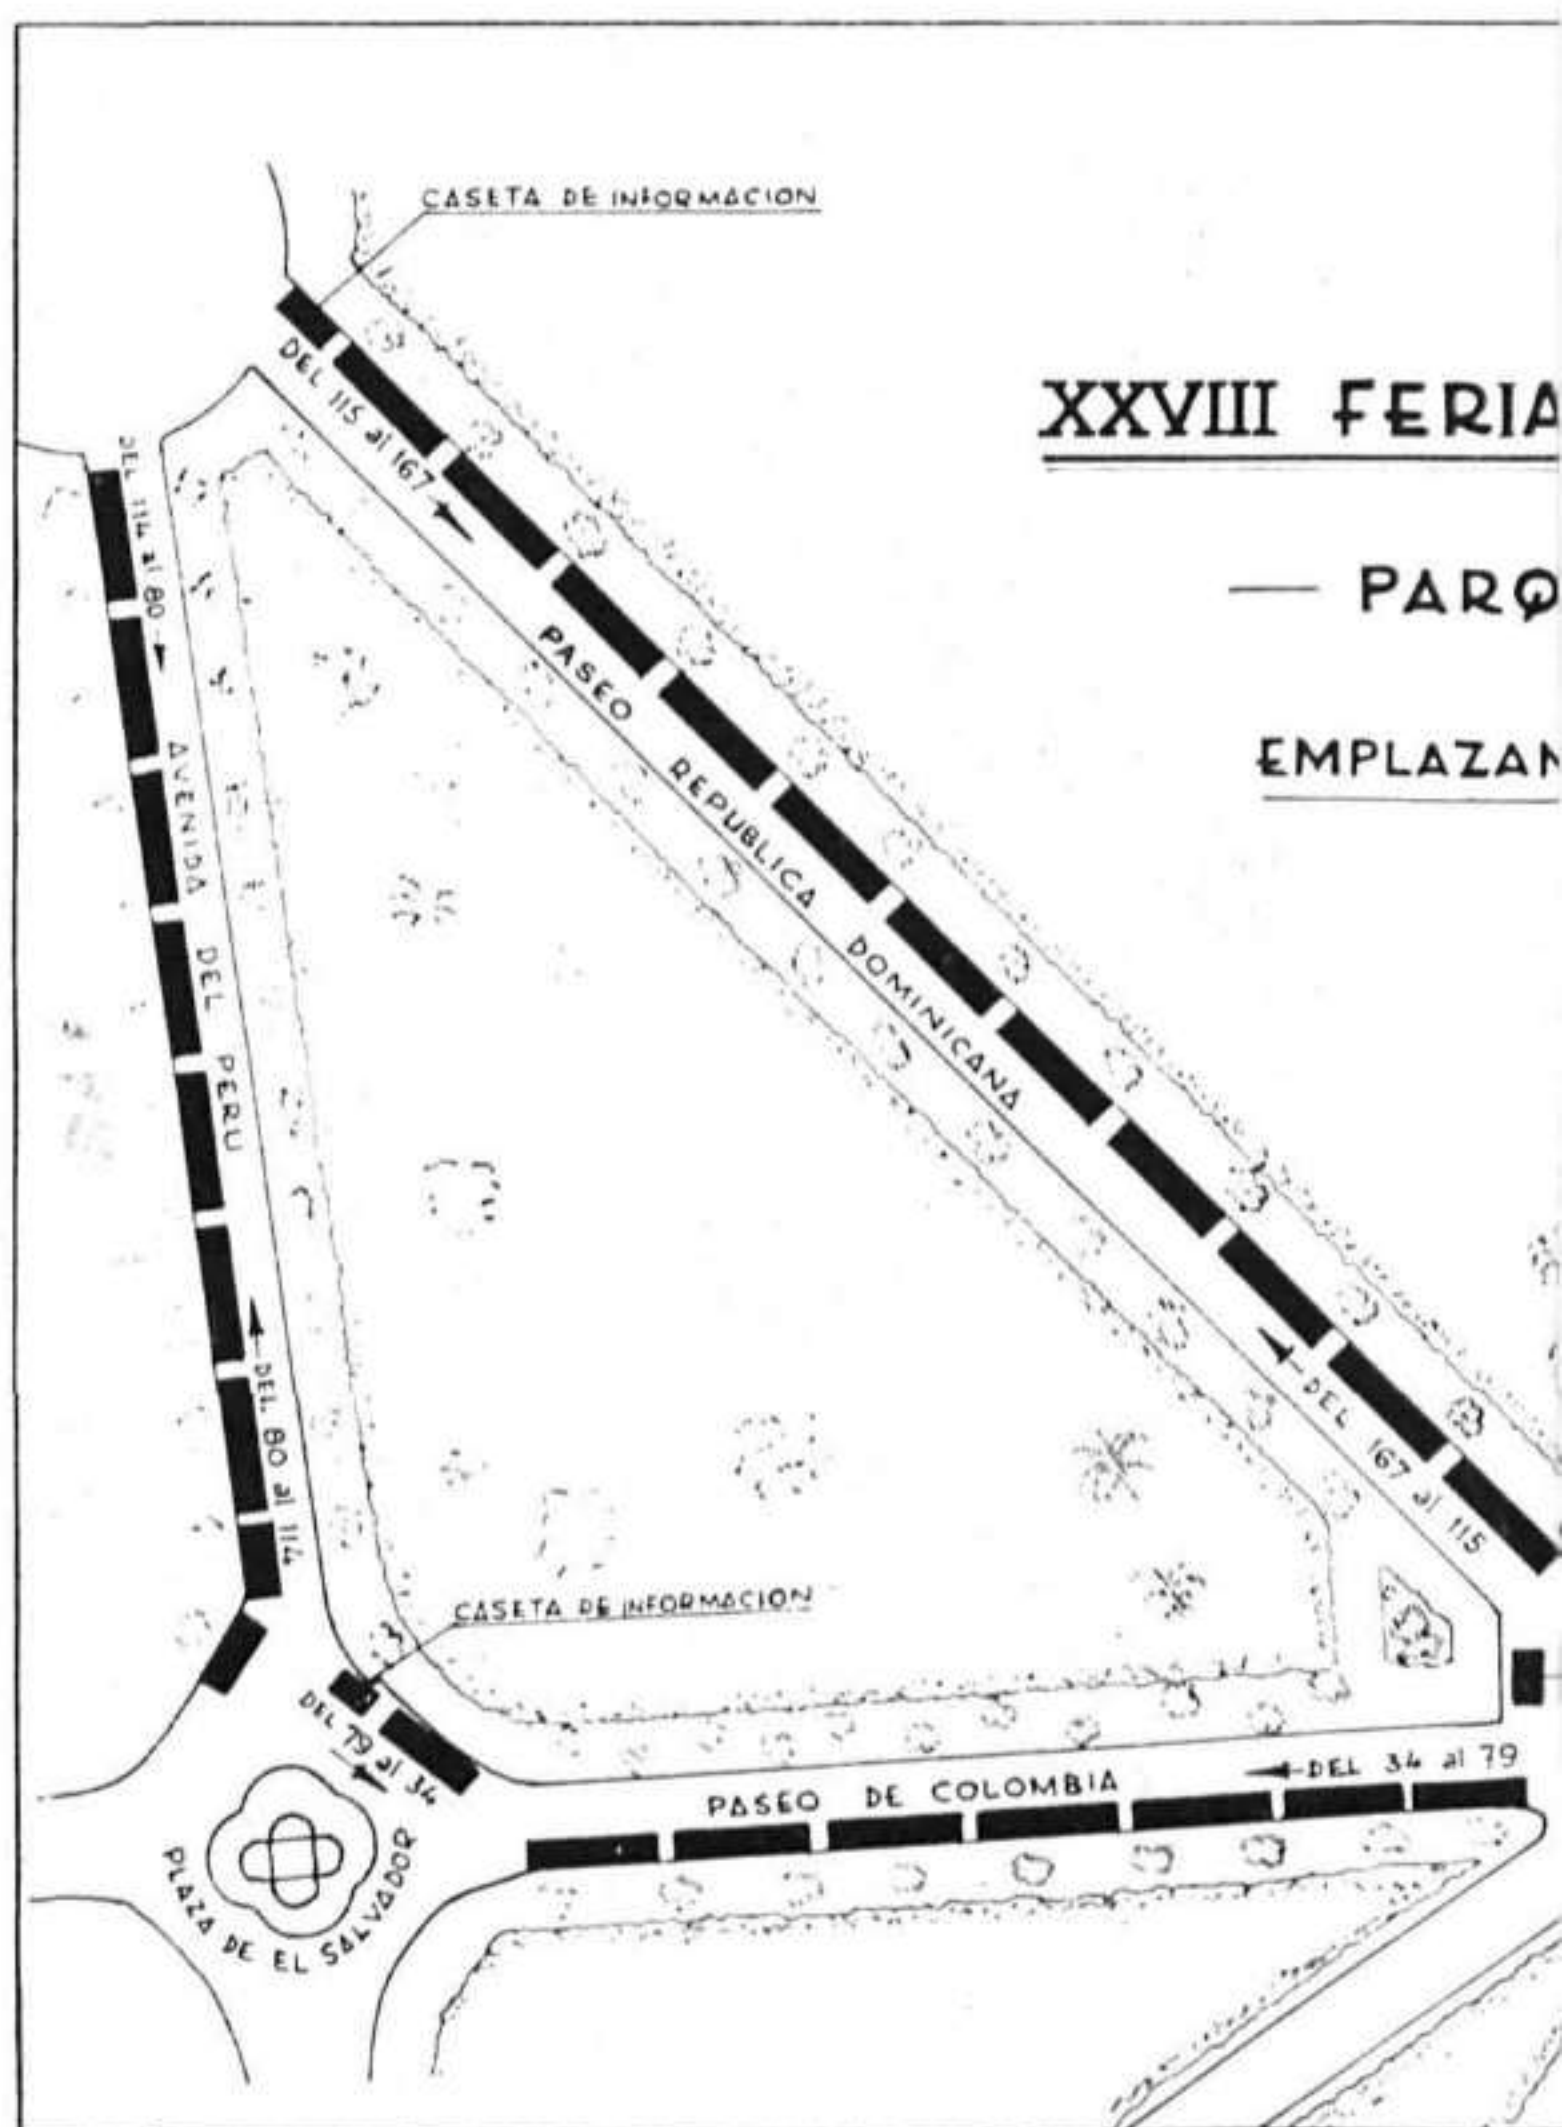 CASETA DE INFORMACION
XXVIII FERIA
— PARQ
EMPLAZAN
DEL 115 al 167
DEL 114 al 80
PASEO REPUBLICA DOMINICANA
AVENIDA DEL PERU
DEL 80 al 114
DEL 167 al 115
CASETA DE INFORMACION
DEL 79 al 34
DEL 34 al 79
PASEO DE COLOMBIA
PLAZA DE EL SALVADOR